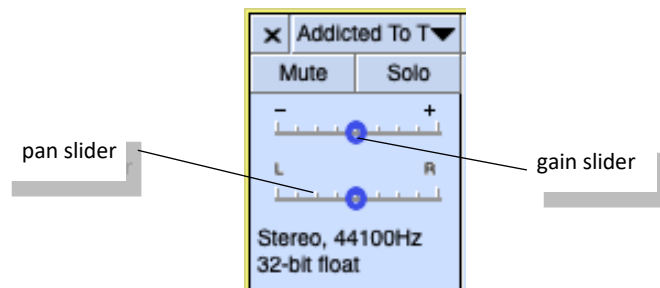 × Addicted To T
Mute Solo
- +
pan slider
gain slider
L R
Stereo, 44100Hz
32-bit float